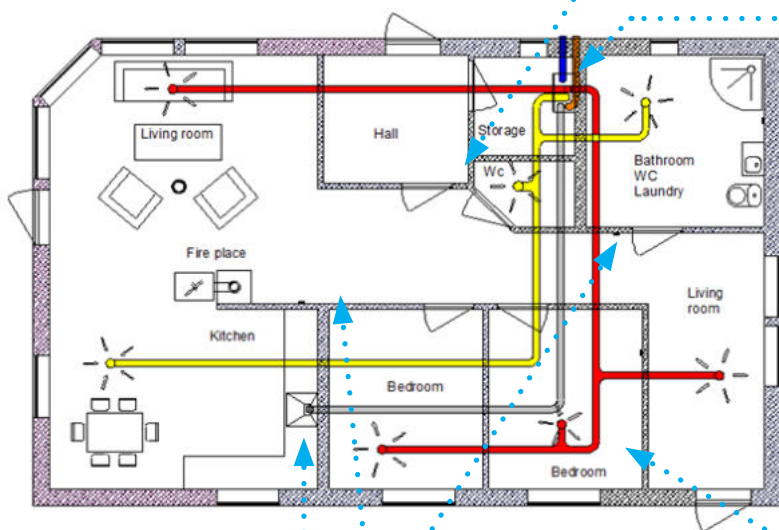 Living room
Hall
Storage
Wc
Bathroom
WC
Laundry
Fire place
Living
room
Kitchen
Bedroom
Bedroom